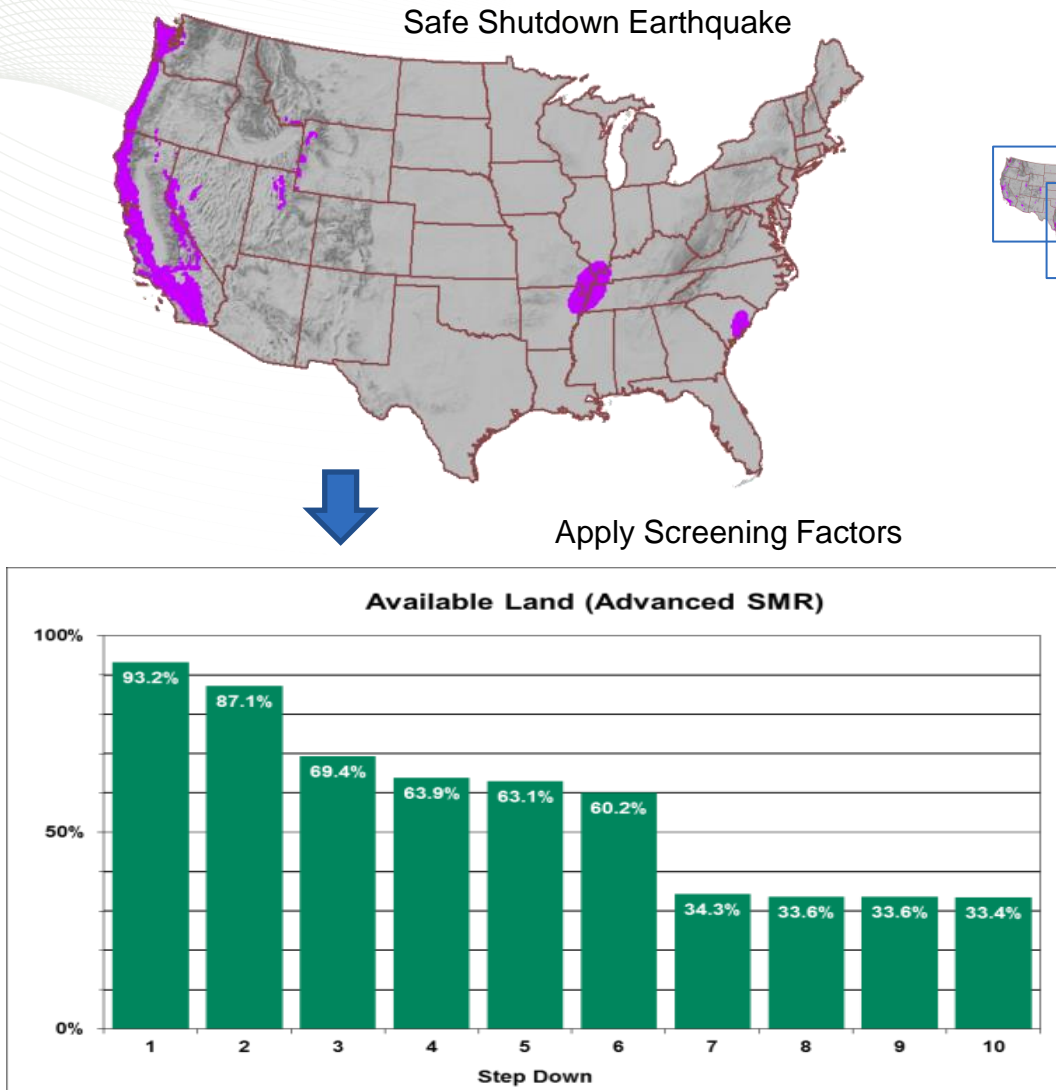 Safe Shutdown Earthquake
Apply Screening Factors
Available Land (Advanced SMR)
100%
93.2%
87.1%
69.4%
63.9%
63.1%
60.2%
50%
34.3%
33.6%
33.6%
33.4%
0%
1 2 3 4 5 6 7 8 9 10
Step Down